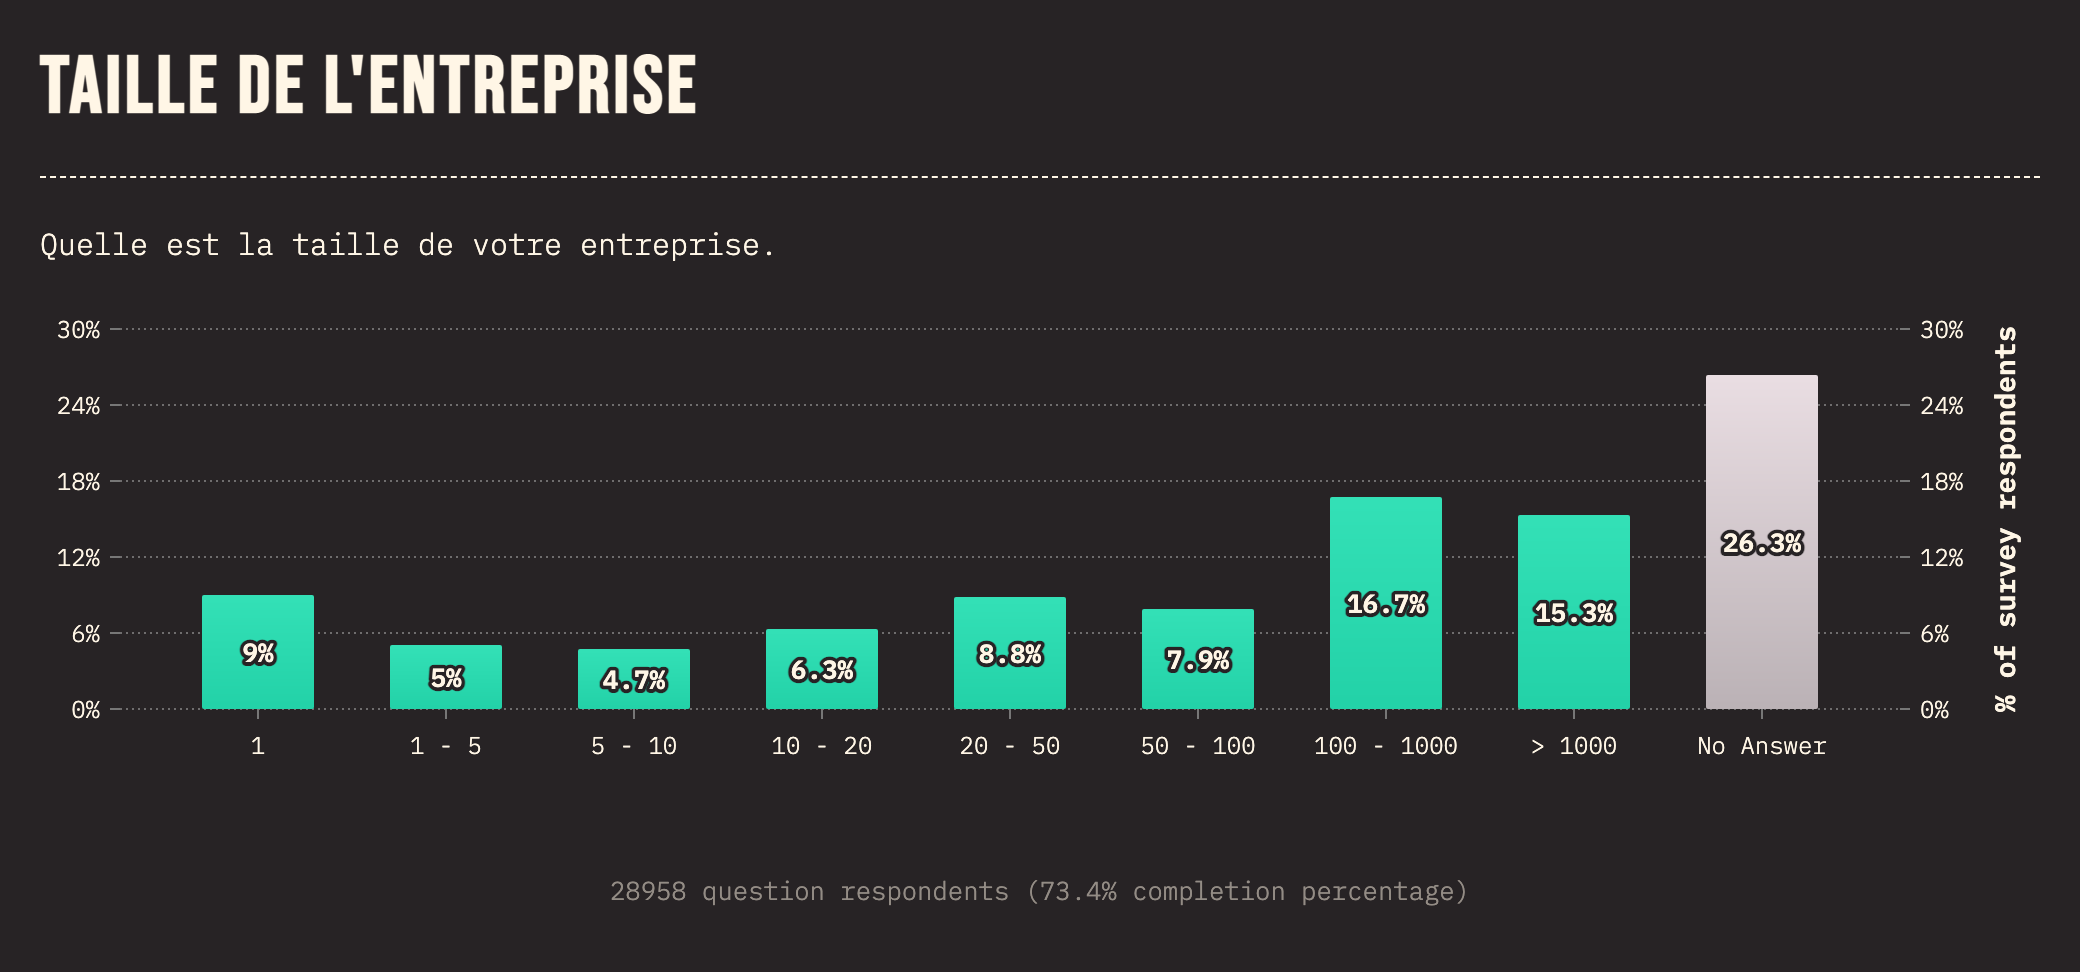 TAILLE DE L'ENTREPRISE
Quelle est la taille de votre entreprise.
30%
24%
18%
12%
6%
0%
9%
5%
4.7%
6.3%
8.8%
7.9%
16.7%
15.3%
26.3%
1
1 - 5
5 - 10
10 - 20
20 - 50
50 - 100
100 - 1000
> 1000
No Answer
30%
24%
18%
12%
6%
0%
% of survey respondents
28958 question respondents (73.4% completion percentage)